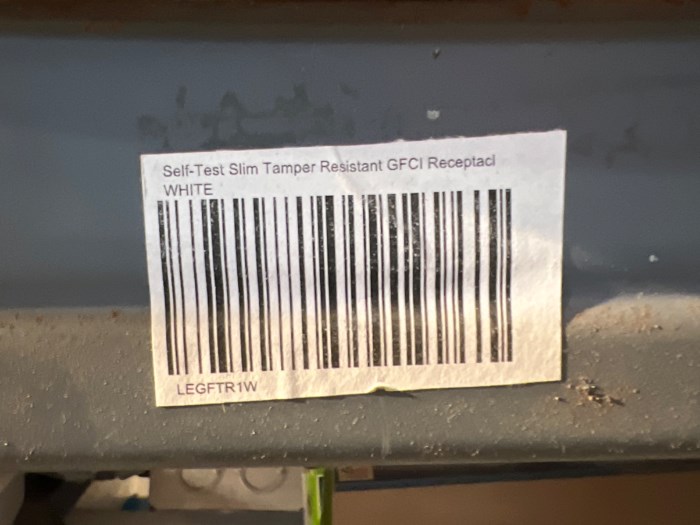 Self-Test Slim Tamper Resistant GFCI Receptacl
WHITE
LEGFTR1W